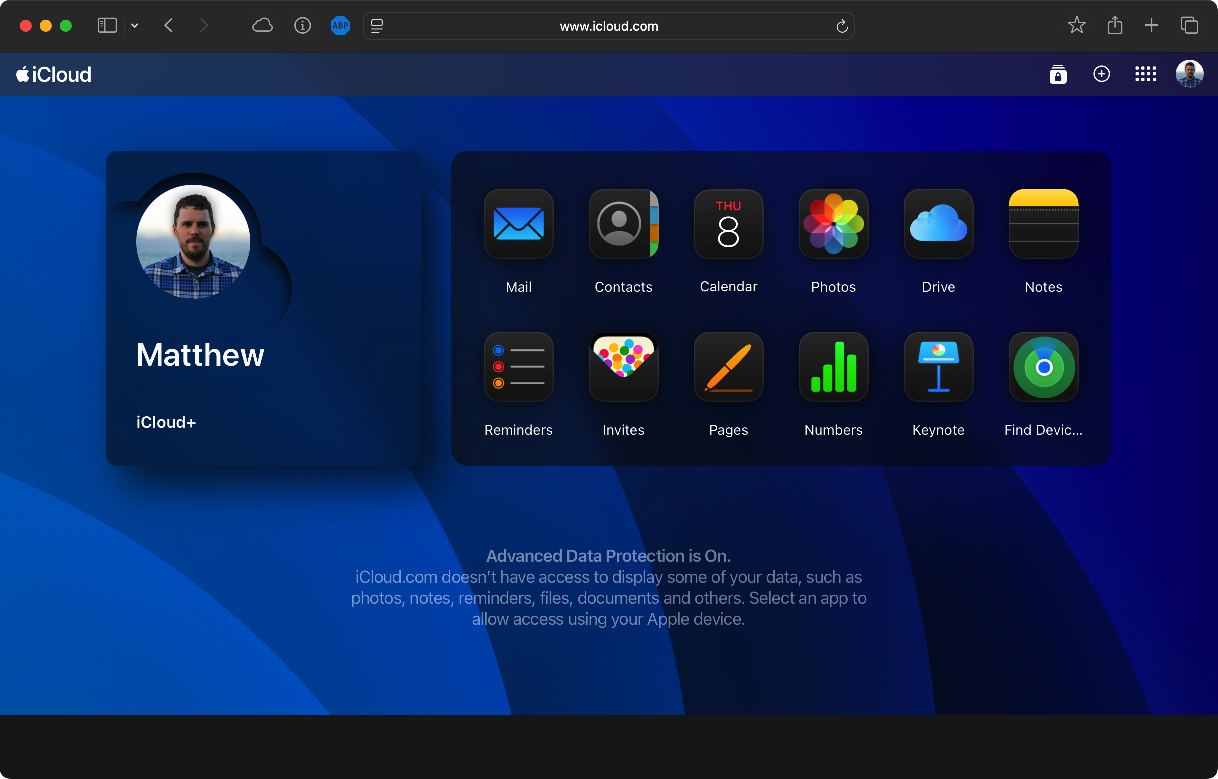 ABP
www.icloud.com
iCloud
Matthew
iCloud+
THU
8
Mail
Contacts
Calendar
Photos
Drive
Notes
Reminders
Invites
Pages
Numbers
Keynote
Find Devic...
Advanced Data Protection is On.
iCloud.com doesn't have access to display some of your data, such as
photos, notes, reminders, files, documents and others. Select an app to
allow access using your Apple device.